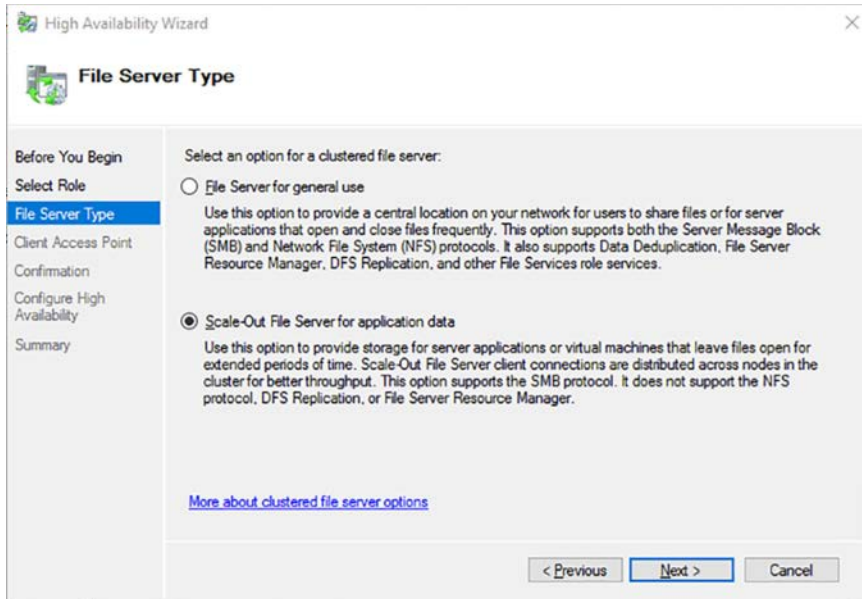 High Availability Wizard
File Server Type
Before You Begin
Select Role
File Server Type
Client Access Point
Confirmation
Configure High
Availability
Summary
Select an option for a clustered file server:
File Server for general use
Use this option to provide a central location on your network for users to share files or for server
applications that open and close files frequently. This option supports both the Server Message Block
(SMB) and Network File System (NFS) protocols. It also supports Data Deduplication, File Server
Resource Manager, DFS Replication, and other File Services role services.
Scale-Out File Server for application data
Use this option to provide storage for server applications or virtual machines that leave files open for
extended periods of time. Scale-Out File Server client connections are distributed across nodes in the
cluster for better throughput. This option supports the SMB protocol. It does not support the NFS
protocol, DFS Replication, or File Server Resource Manager.
More about clustered file server options
< Previous
Next >
Cancel